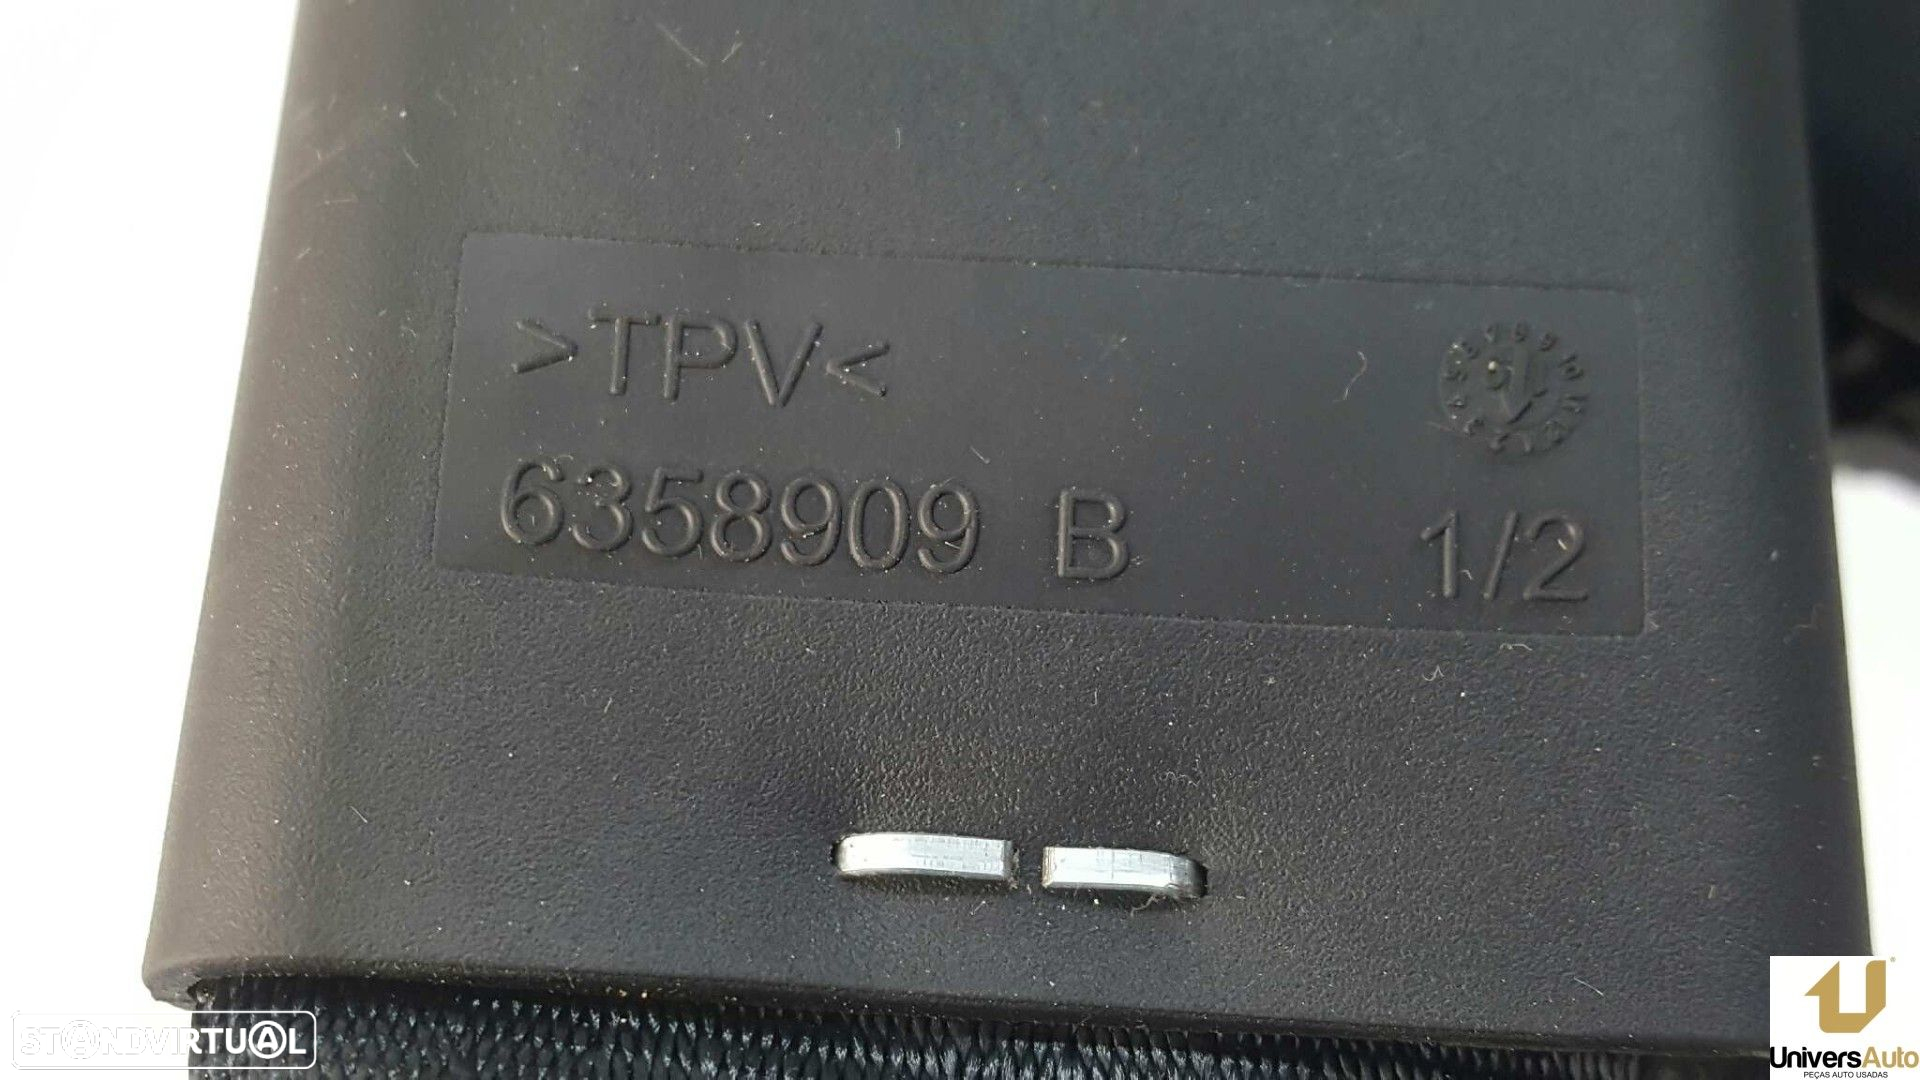 >TPV<
6358909 B 1/2
STANDVIRTUAL
UniversAuto
PEÇAS AUTO USADAS